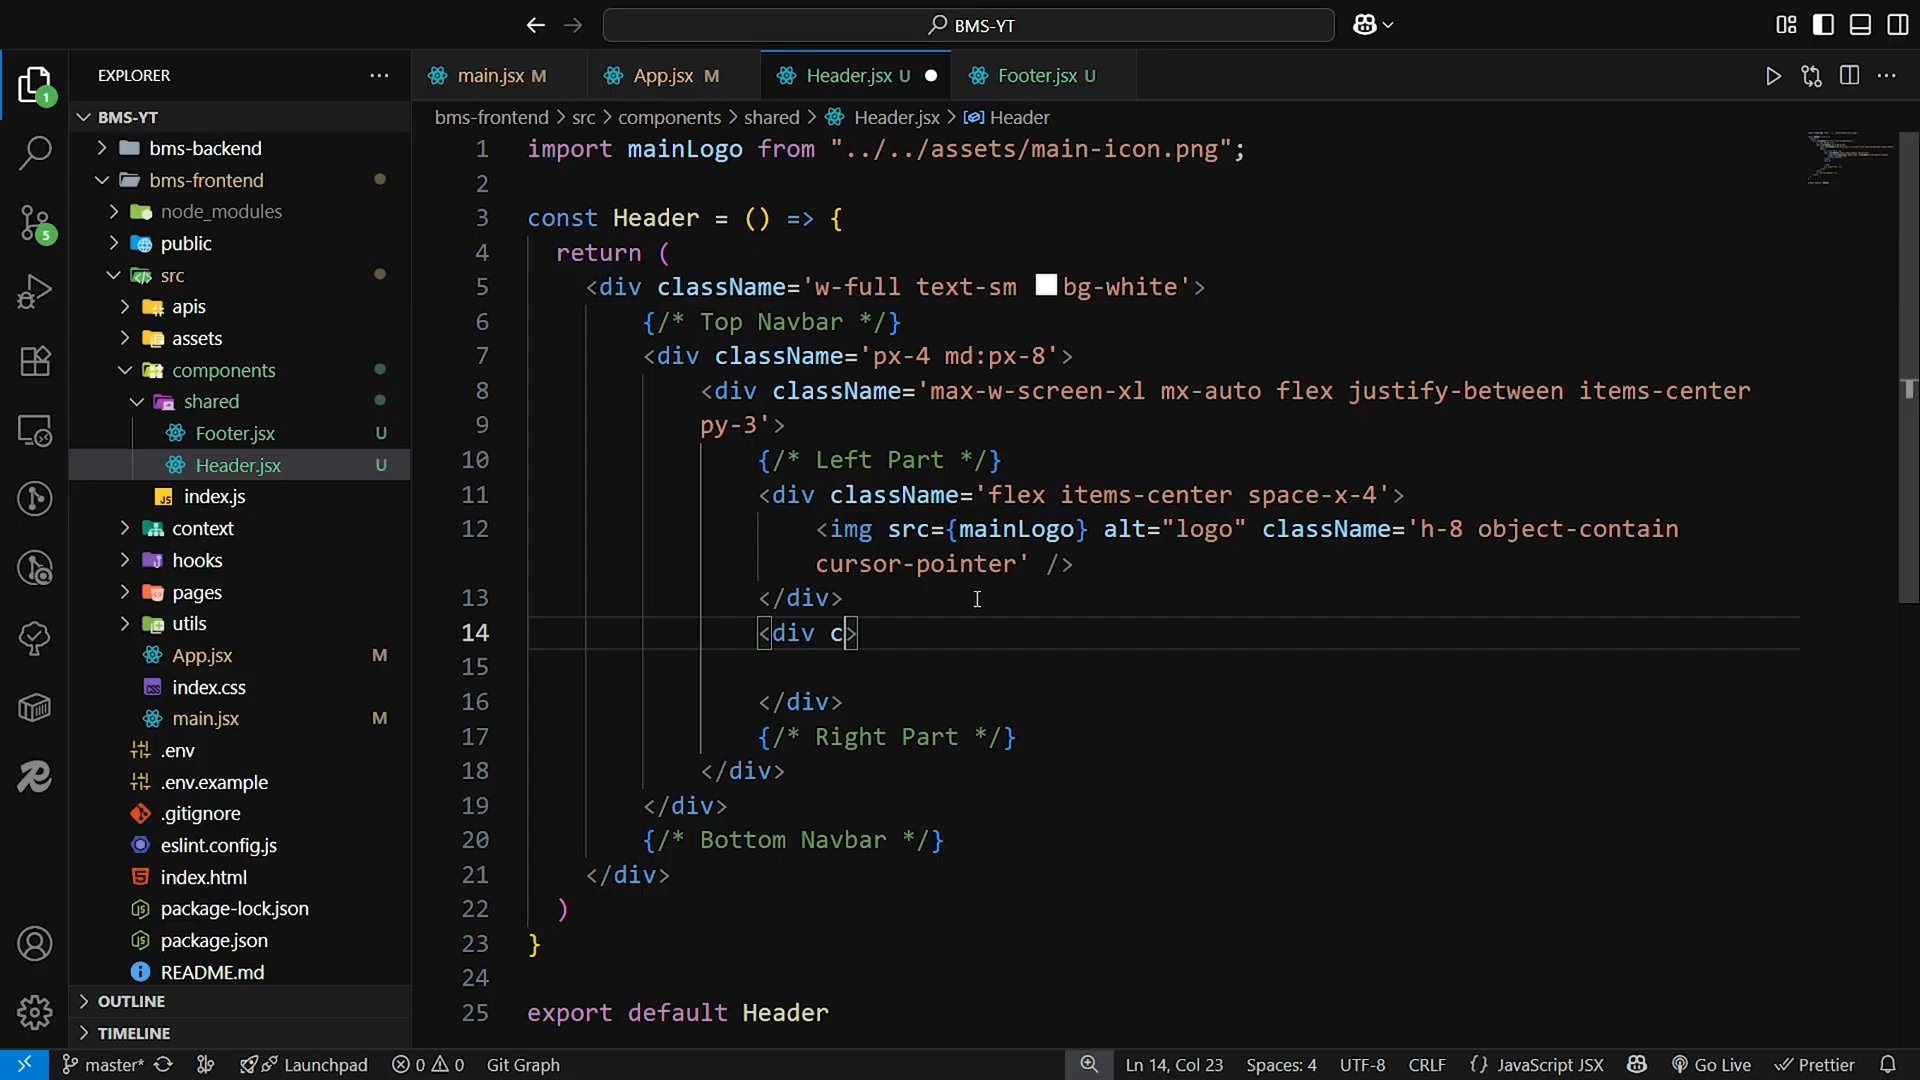 BMS-YT
EXPLORER
main.jsx M
App.jsx M
Header.jsx U
Footer.jsx U
bms-frontend > src > components > shared > Header.jsx > Header
1
BMS-YT
bms-backend
bms-frontend
node_modules
public
5
src
apis
assets
components
shared
Footer.jsx U
Header.jsx U
index.js
context
hooks
pages
utils
App.jsx M
index.css
main.jsx M
.env
.env.example
.gitignore
eslint.config.js
index.html
package-lock.json
package.json
README.md
OUTLINE
TIMELINE
1 import mainLogo from "../../assets/main-icon.png";
2
3 const Header = () => {
4 return (
5 <div className='w-full text-sm bg-white'>
6 {/* Top Navbar */}
7 <div className='px-4 md:px-8'>
8 <div className='max-w-screen-xl mx-auto flex justify-between items-center
9 py-3'>
10 {/* Left Part */}
11 <div className='flex items-center space-x-4'>
12 <img src={mainLogo} alt="logo" className='h-8 object-contain
cursor-pointer' />
13 </div>
14 <div c>
15
16 </div>
17 {/* Right Part */}
18 </div>
19 </div>
20 {/* Bottom Navbar */}
21 </div>
22 )
23 }
24
25 export default Header
master* Launchpad 0 0 Git Graph Ln 14, Col 23 Spaces: 4 UTF-8 CRLF {} JavaScript JSX Go Live Prettier